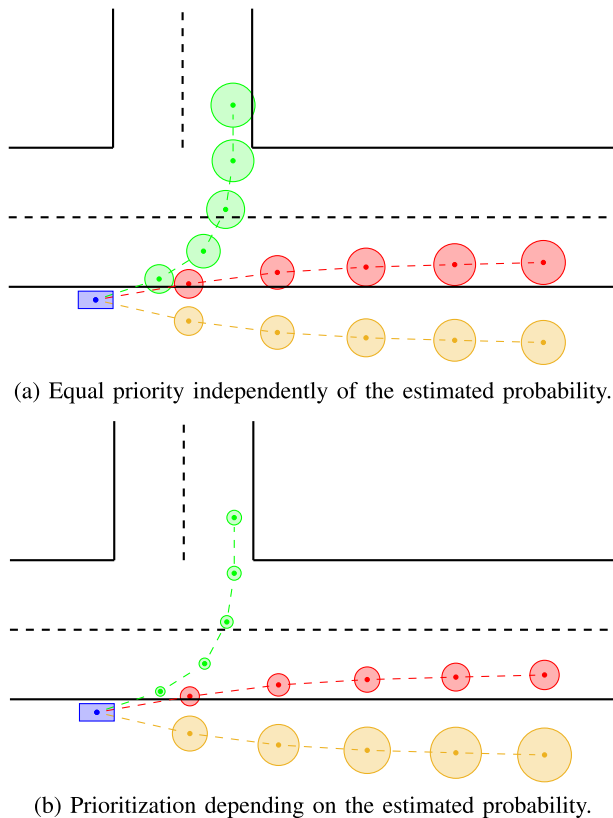 (a) Equal priority independently of the estimated probability.
(b) Prioritization depending on the estimated probability.